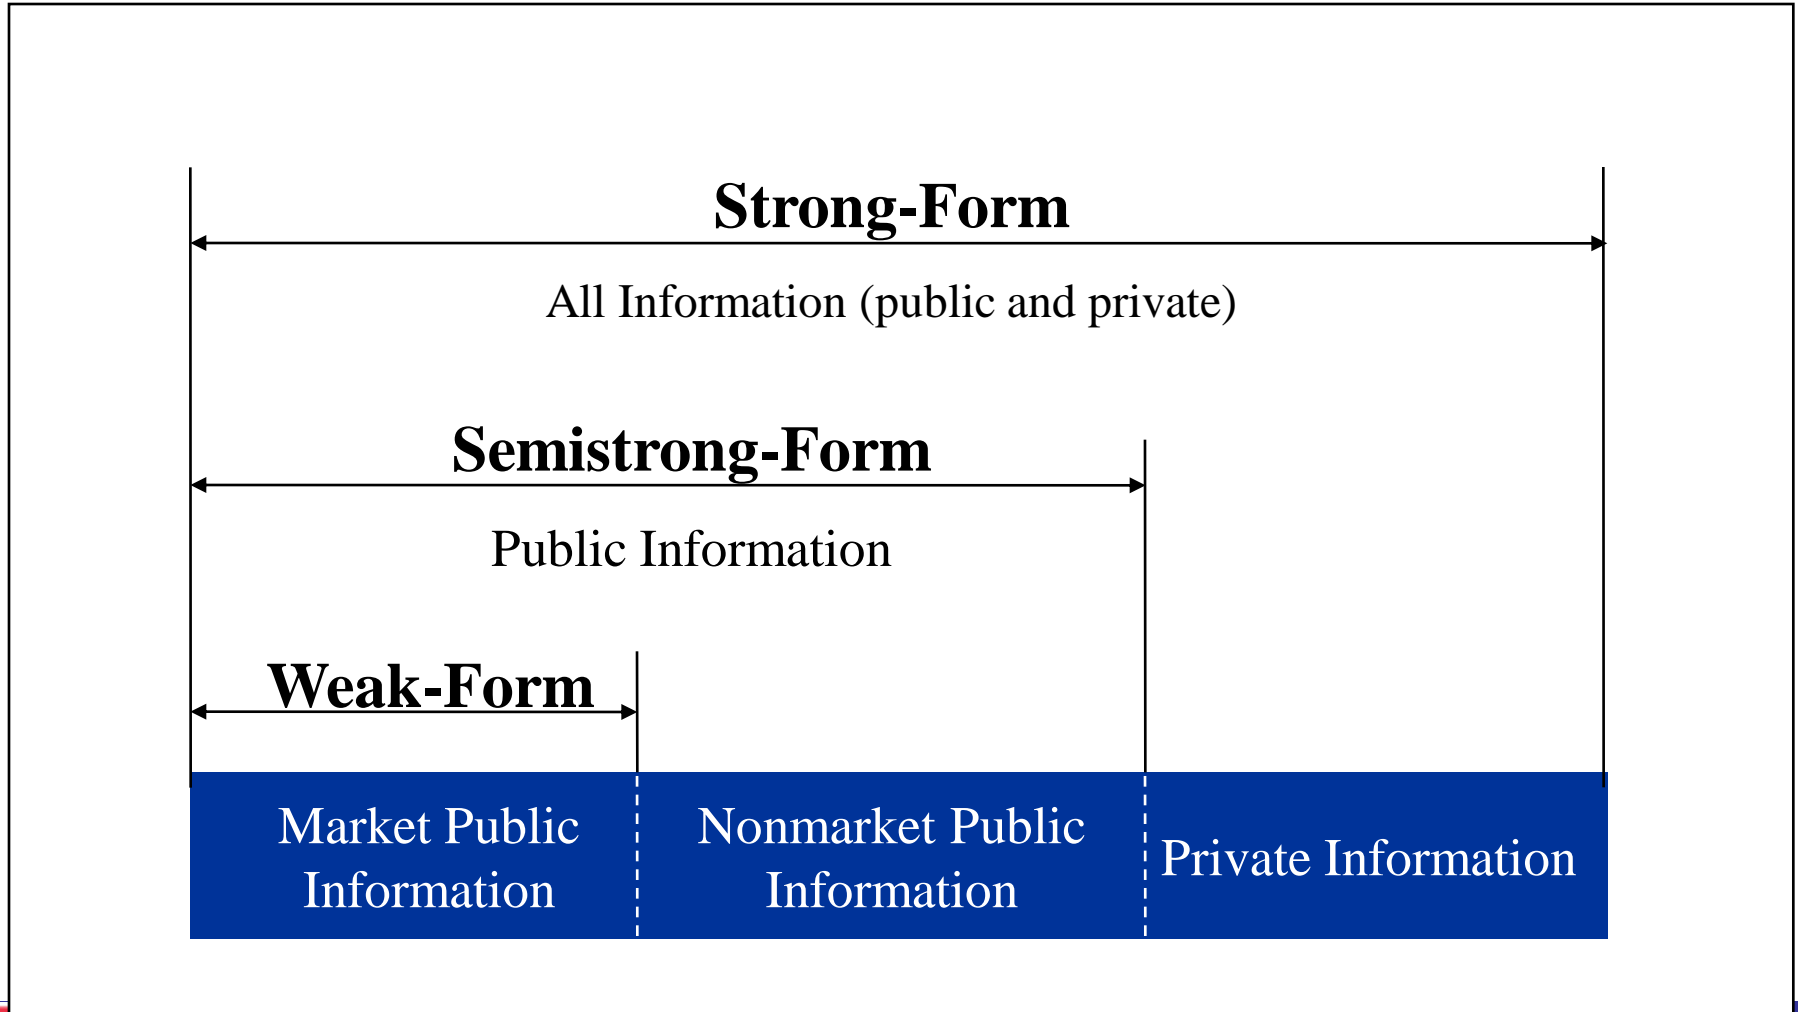 Strong-Form
All Information (public and private)
Semistrong-Form
Public Information
Weak-Form
Market Public
Information
Nonmarket Public
Information
Private Information